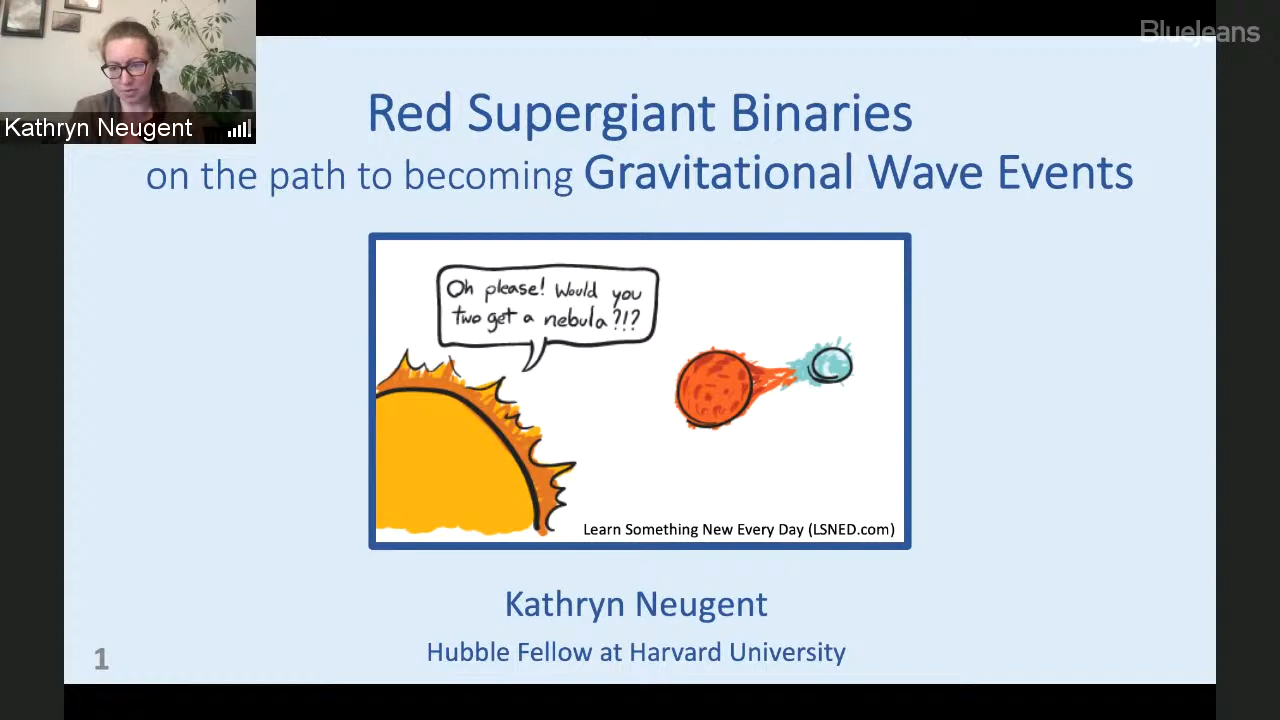 BlueJeans
Kathryn Neugent
Red Supergiant Binaries
on the path to becoming Gravitational Wave Events
Oh please! Would you
two get a nebula?!?
Learn Something New Every Day (LSNED.com)
Kathryn Neugent
Hubble Fellow at Harvard University
1